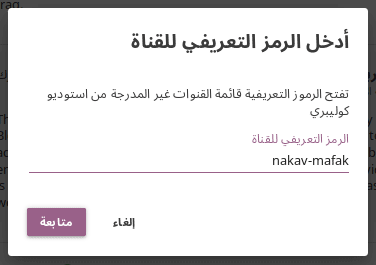 أدخل الرمز التعريفي للقناة
تفتح الرموز التعريفية قائمة القنوات غير المدرجة من استوديو
كوليبري
الرمز التعريفي للقناة
nakav-mafak
إلغاء
متابعة